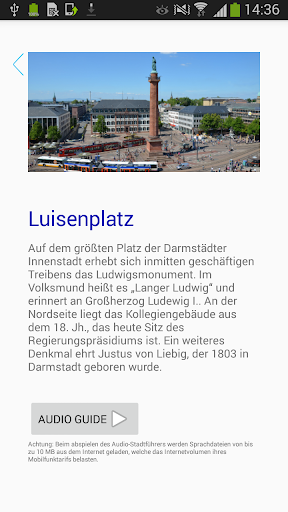 14:36
Luisenplatz
Auf dem größten Platz der Darmstädter
Innenstadt erhebt sich inmitten geschäftigen
Treibens das Ludwigsmonument. Im
Volksmund heißt es „Langer Ludwig“ und
erinnert an Großherzog Ludewig I.. An der
Nordseite liegt das Kollegiengebäude aus
dem 18. Jh., das heute Sitz des
Regierungspräsidiums ist. Ein weiteres
Denkmal ehrt Justus von Liebig, der 1803 in
Darmstadt geboren wurde.
AUDIO GUIDE
Achtung: Beim abspielen des Audio-Stadtführers werden Sprachdateien von bis
zu 10 MB aus dem Internet geladen, welche das Internetvolumen ihres
Mobilfunktarifs belasten.